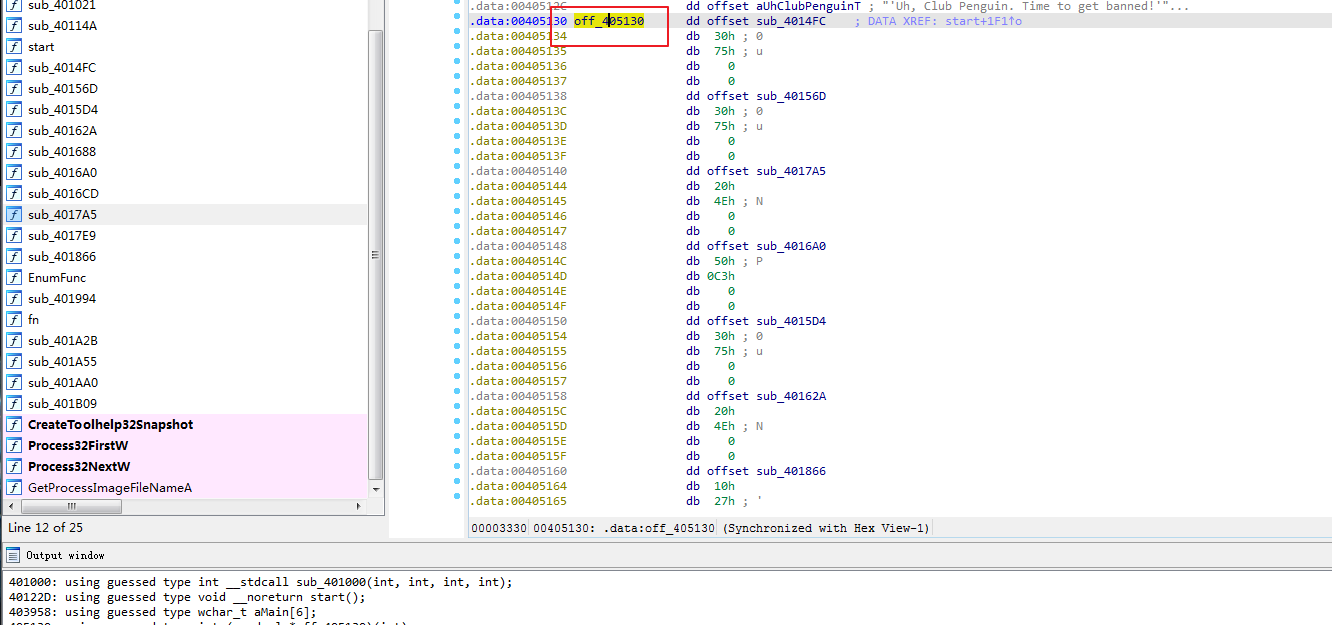 sub_401021
sub_40114A
start
sub_4014FC
sub_40156D
sub_4015D4
sub_40162A
sub_401688
sub_4016A0
sub_4016CD
sub_4017A5
sub_4017E9
sub_401866
EnumFunc
sub_401994
fn
sub_401A2B
sub_401A55
sub_401AA0
sub_401B09
CreateToolhelp32Snapshot
Process32FirstW
Process32NextW
GetProcessImageFileNameA
Line 12 of 25
.data:0040512C dd offset aUhClubPenguinT ; "'Uh, Club Penguin. Time to get banned!'"...
.data:00405130 off_405130 dd offset sub_4014FC ; DATA XREF: start+1F1↑o
.data:00405134 db 30h ; 0
.data:00405135 db 75h ; u
.data:00405136 db 0
.data:00405137 db 0
.data:00405138 dd offset sub_40156D
.data:0040513C db 30h ; 0
.data:0040513D db 75h ; u
.data:0040513E db 0
.data:0040513F db 0
.data:00405140 dd offset sub_4017A5
.data:00405144 db 20h
.data:00405145 db 4Eh ; N
.data:00405146 db 0
.data:00405147 db 0
.data:00405148 dd offset sub_4016A0
.data:0040514C db 50h ; P
.data:0040514D db 0C3h
.data:0040514E db 0
.data:0040514F db 0
.data:00405150 dd offset sub_4015D4
.data:00405154 db 30h ; 0
.data:00405155 db 75h ; u
.data:00405156 db 0
.data:00405157 db 0
.data:00405158 dd offset sub_40162A
.data:0040515C db 20h
.data:0040515D db 4Eh ; N
.data:0040515E db 0
.data:0040515F db 0
.data:00405160 dd offset sub_401866
.data:00405164 db 10h
.data:00405165 db 27h ; '
00003330 00405130: .data:off_405130 (Synchronized with Hex View-1)
Output window
401000: using guessed type int __stdcall sub_401000(int, int, int, int);
40122D: using guessed type void __noreturn start();
403958: using guessed type wchar_t aMain[6];